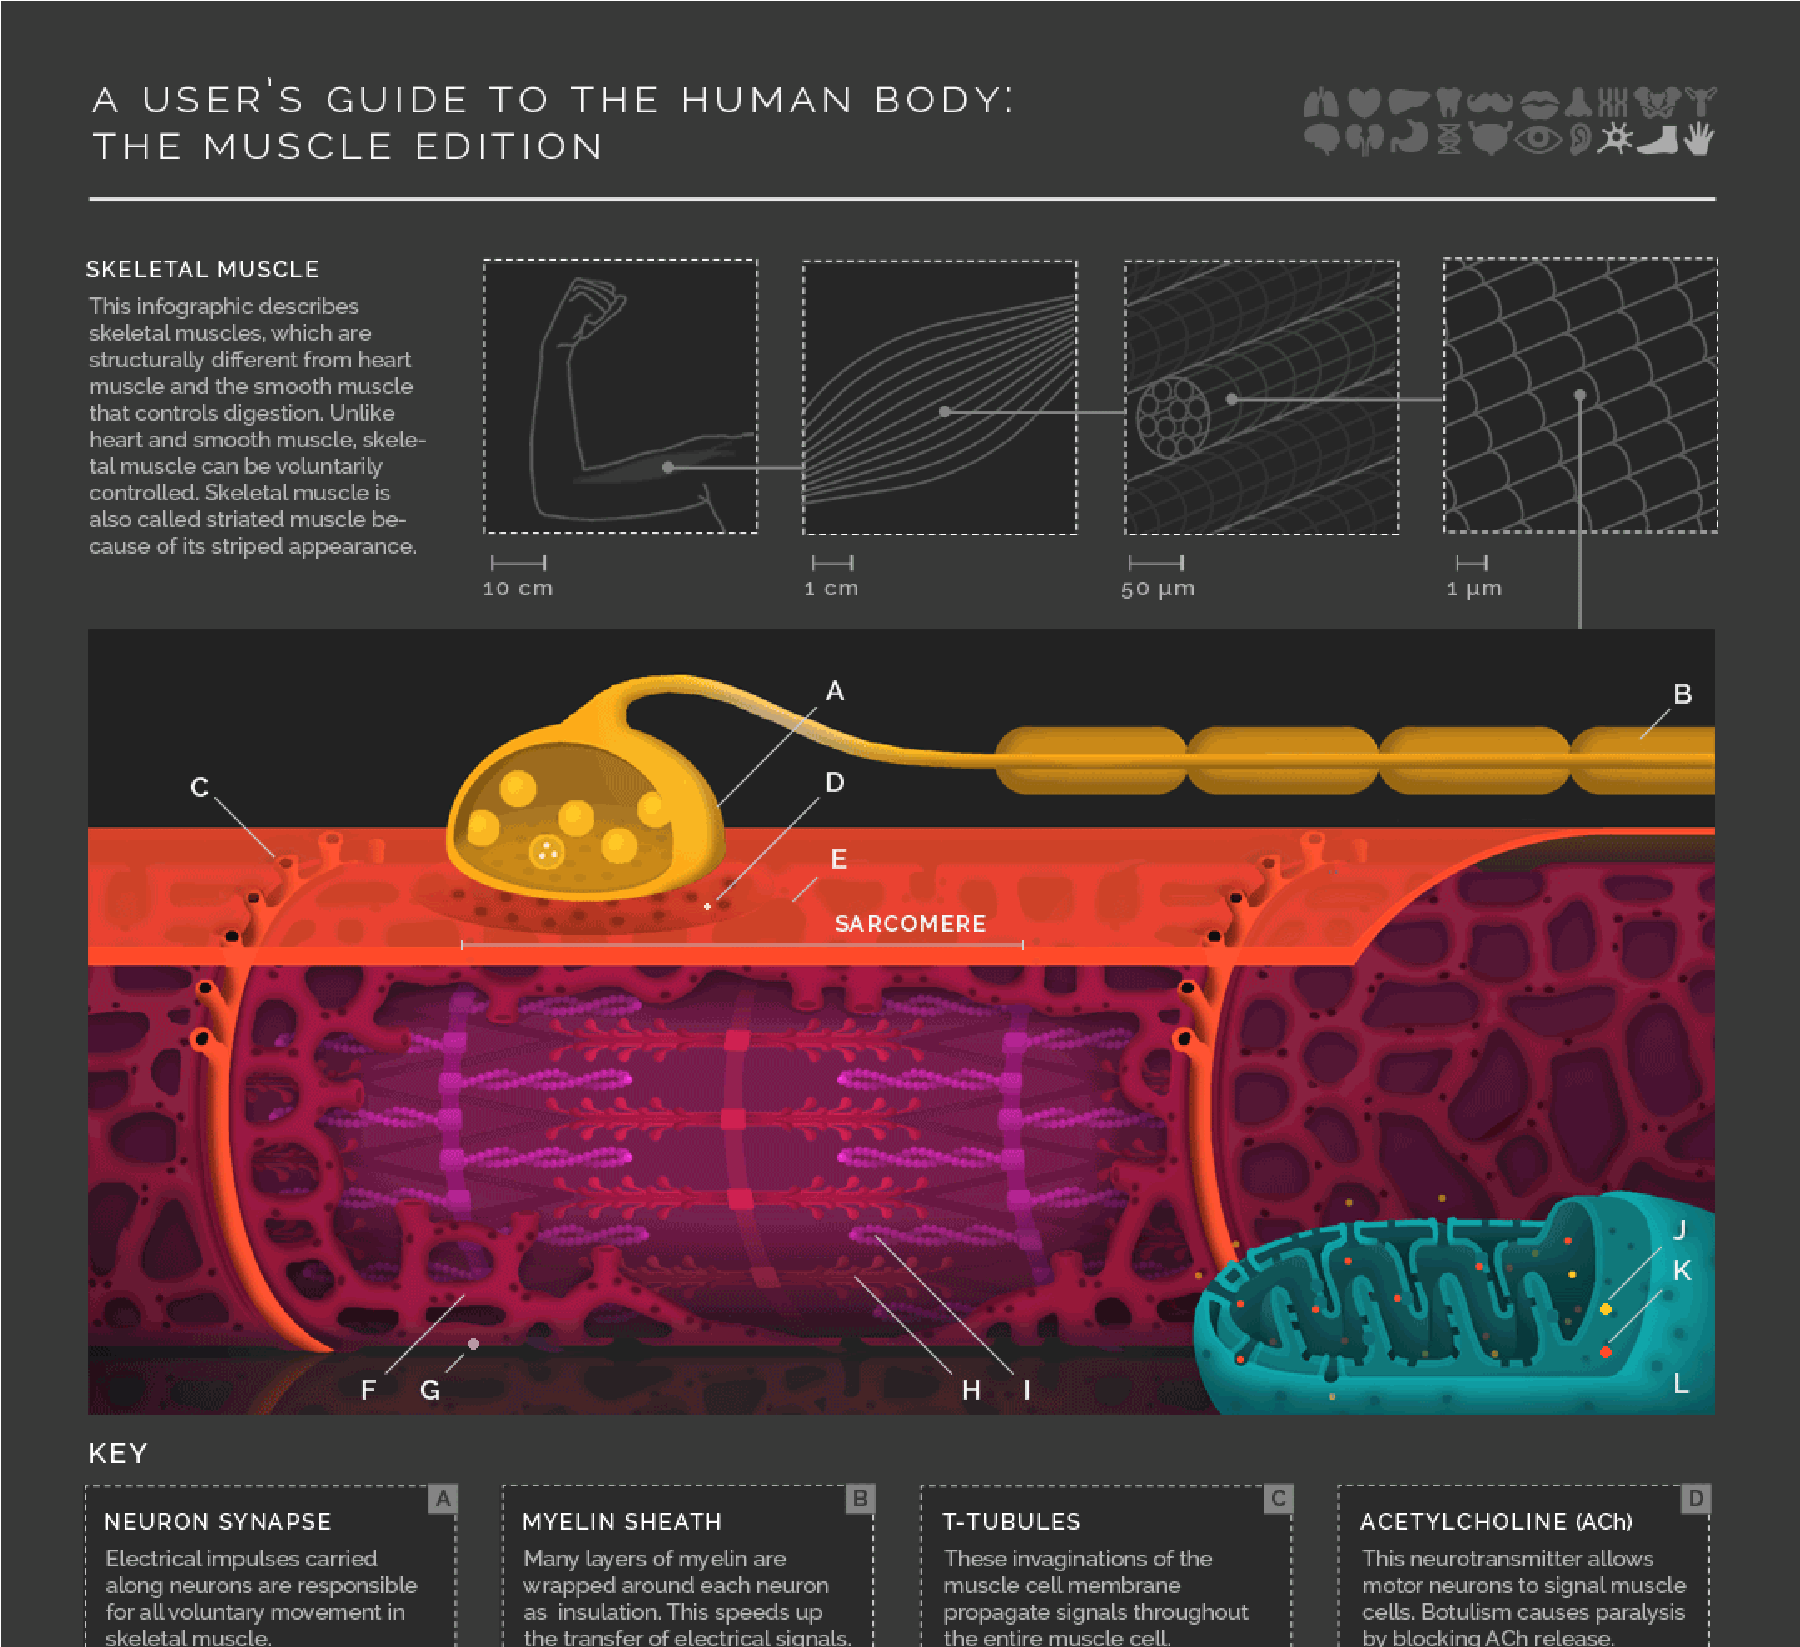 A USER'S GUIDE TO THE HUMAN BODY:
THE MUSCLE EDITION
SKELETAL MUSCLE
This infographic describes
skeletal muscles, which are
structurally different from heart
muscle and the smooth muscle
that controls digestion. Unlike
heart and smooth muscle, skele-
tal muscle can be voluntarily
controlled. Skeletal muscle is
also called striated muscle be-
cause of its striped appearance.
10 cm
1 cm
50 µm
1 µm
A
B
C
D
E
SARCOMERE
J
K
F
G
H
I
L
KEY
A
NEURON SYNAPSE
Electrical impulses carried
along neurons are responsible
for all voluntary movement in
skeletal muscle.
B
MYELIN SHEATH
Many layers of myelin are
wrapped around each neuron
as insulation. This speeds up
the transfer of electrical signals.
C
T-TUBULES
These invaginations of the
muscle cell membrane
propagate signals throughout
the entire muscle cell.
D
ACETYLCHOLINE (ACh)
This neurotransmitter allows
motor neurons to signal muscle
cells. Botulism causes paralysis
by blocking ACh release.